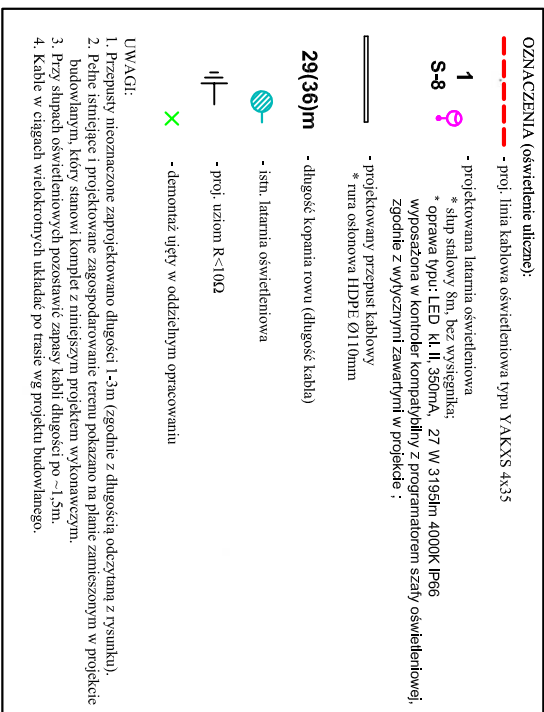 OZNACZENIA (oświetlenie uliczne):
- proj. linia kablowa oświetleniowa typu YAKXS 4x35
1
S-8
- projektowana latarnia oświetleniowa
* słup stalowy 8m, bez wysięgnika;
* oprawa typu: LED kl. II, 350mA, 27 W 3195lm 4000K IP66
wyposażona w kontroler kompatybilny z programatorem szafy oświetleniowej,
zgodnie z wytycznymi zawartymi w projekcie ;
- projektowany przepust kablowy
* rura osłonowa HDPE Ø110mm
29(36)m - długość kopania rowu (długość kabla)
- istn. latarnia oświetleniowa
- proj. uziom R<10Ω
- demontaż ujęty w oddzielnym opracowaniu
UWAGI:
1. Przepusty nieoznaczone zaprojektowano długości 1-3m (zgodnie z długością odczytaną z rysunku).
2. Pełne istniejące i projektowane zagospodarowanie terenu pokazano na planie zamieszonym w projekcie
budowlanym, który stanowi komplet z niniejszym projektem wykonawczym.
3. Przy słupach oświetleniowych pozostawić zapasy kabli długości po ~1,5m.
4. Kable w ciągach wielokrotnych układać po trasie wg projektu budowlanego.